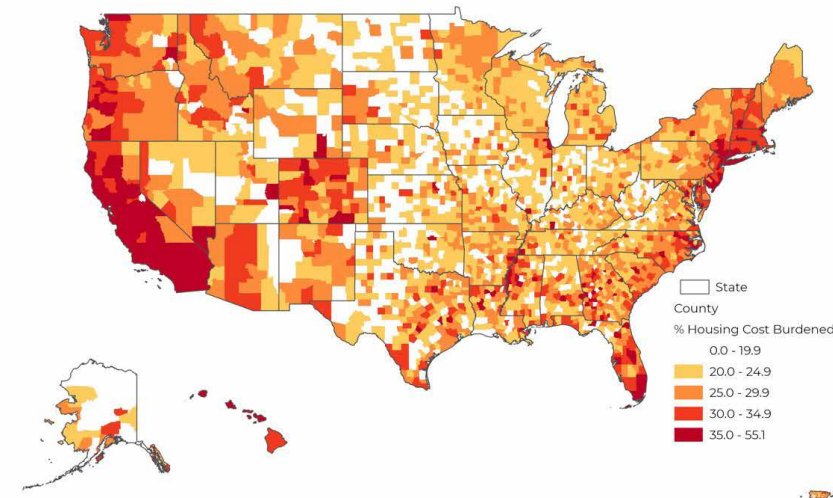 State
County
% Housing Cost Burdened
0.0 - 19.9
20.0 - 24.9
25.0 - 29.9
30.0 - 34.9
35.0 - 55.1